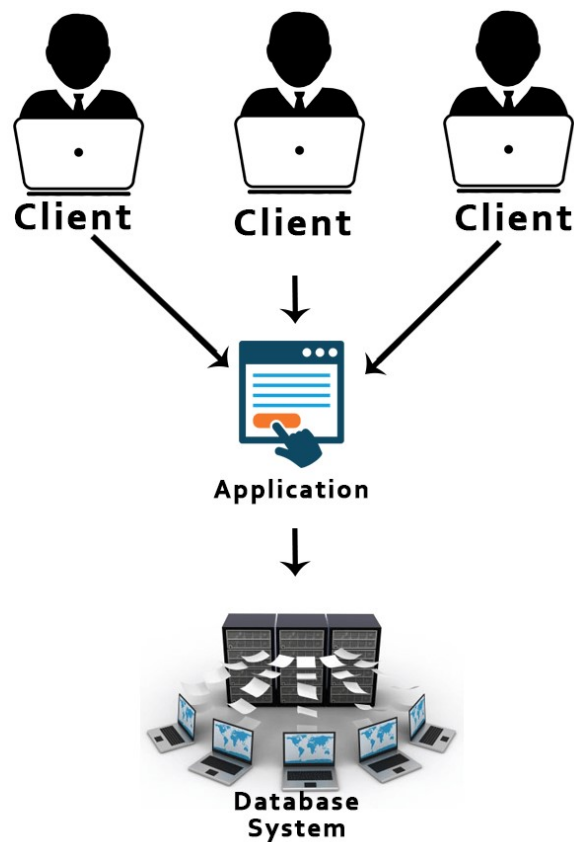 Client
Client
Client
Application
Database
System